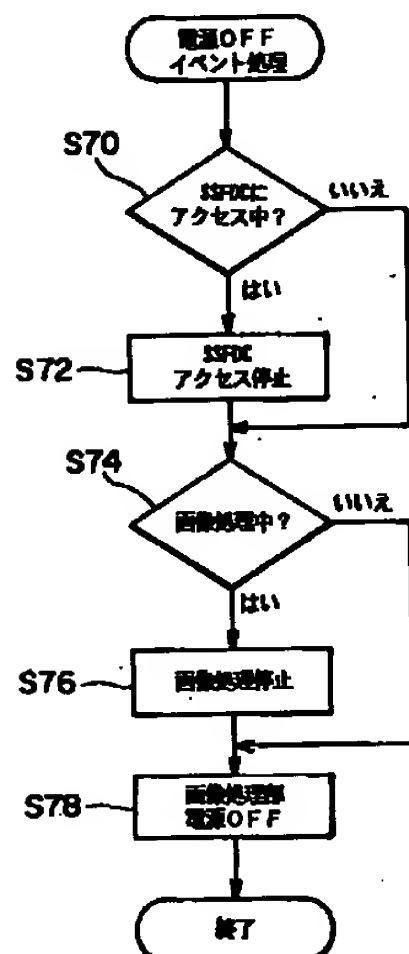 電源OFF
イベント処理
S70
SSFDCに
アクセス中?
いいえ
はい
S72
SSFDC
アクセス停止
S74
画像処理中?
いいえ
はい
S76
画像処理停止
S78
画像処理部
電源OFF
終了